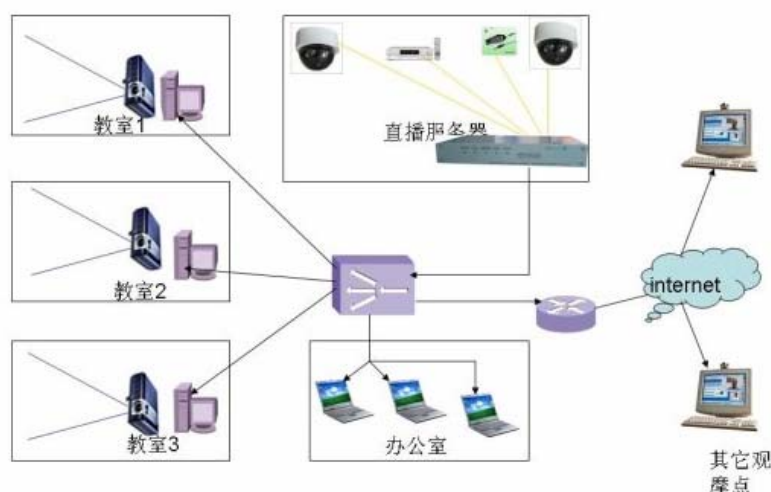 教室1
直播服务器
教室2
internet
教室3
办公室
其它观
摩点